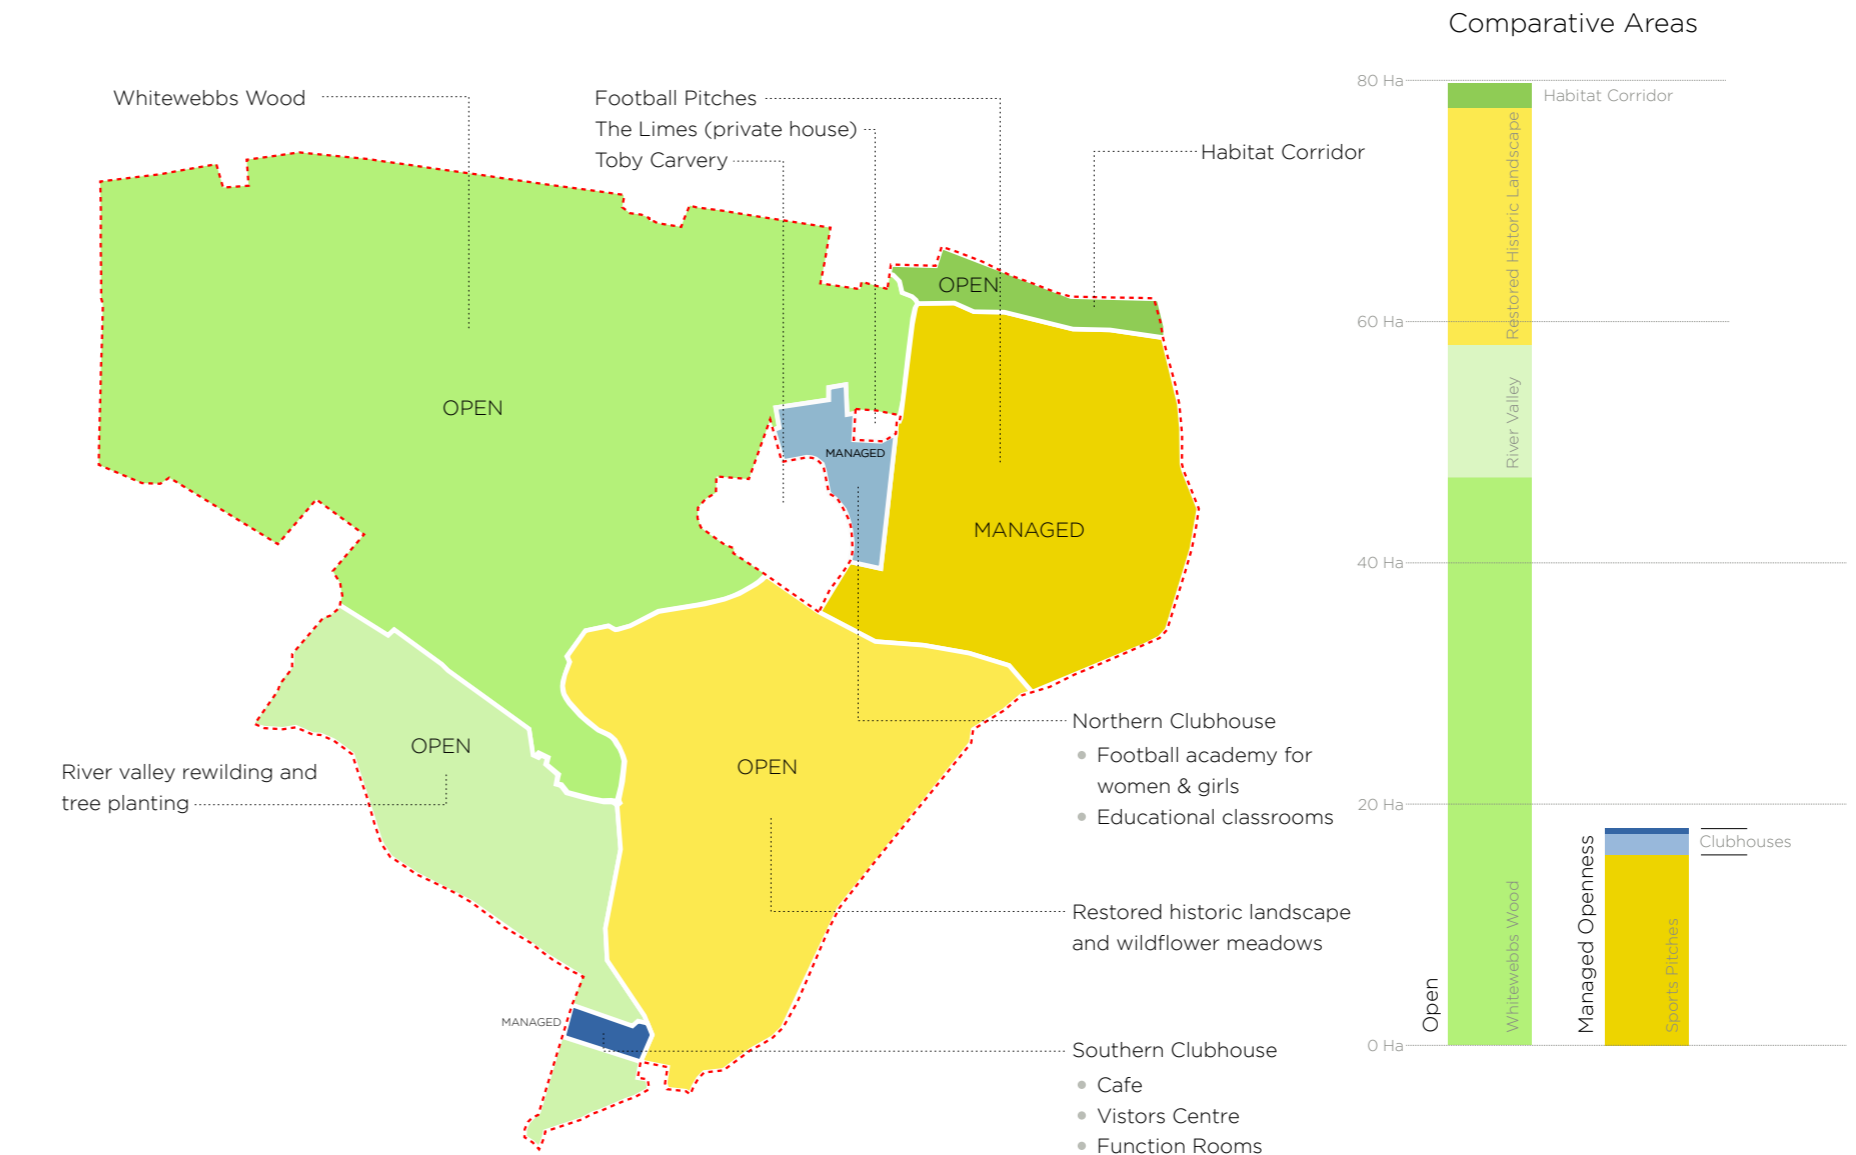 Comparative Areas
Whitewebbs Wood
Football Pitches
The Limes (private house)
Toby Carvery
Habitat Corridor
OPEN
OPEN
MANAGED
MANAGED
OPEN
OPEN
River valley rewilding and
tree planting
MANAGED
Northern Clubhouse
Football academy for
women & girls
Educational classrooms
Restored historic landscape
and wildflower meadows
Southern Clubhouse
Cafe
Vistors Centre
Function Rooms
80 Ha
60 Ha
40 Ha
20 Ha
0 Ha
Habitat Corridor
Restored Historic Landscape
River Valley
Whitewebbs Wood
Open
Managed Openness
Sports Pitches
Clubhouses